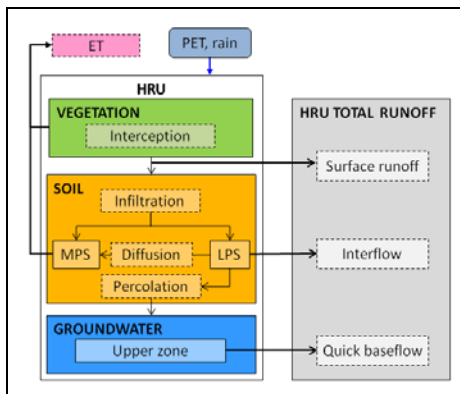 ET
PET, rain
HRU
VEGETATION
Interception
HRU TOTAL RUNOFF
Surface runoff
SOIL
Infiltration
MPS
Diffusion
LPS
Interflow
Percolation
GROUNDWATER
Upper zone
Quick baseflow